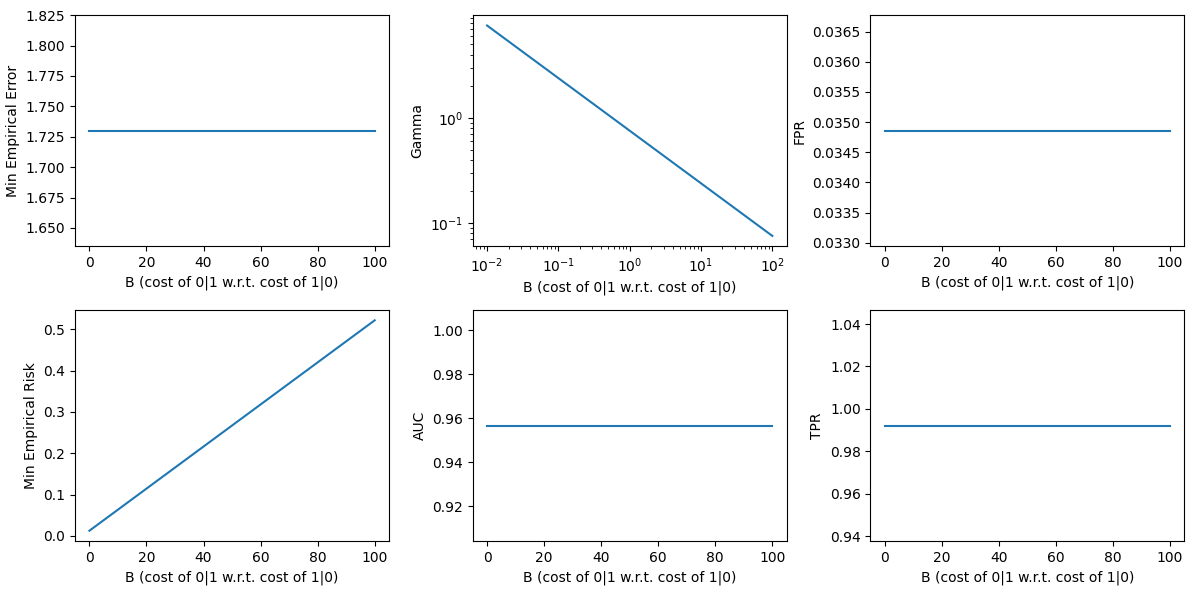 1.825
1.800
1.775
1.750
1.725
1.700
1.675
1.650
Min Empirical Error
0 20 40 60 80 100
B (cost of 0|1 w.r.t. cost of 1|0)
10^0
10^-1
Gamma
10^-2 10^-1 10^0 10^1 10^2
B (cost of 0|1 w.r.t. cost of 1|0)
0.0365
0.0360
0.0355
0.0350
0.0345
0.0340
0.0335
0.0330
FPR
0 20 40 60 80 100
B (cost of 0|1 w.r.t. cost of 1|0)
0.5
0.4
0.3
0.2
0.1
0.0
Min Empirical Risk
0 20 40 60 80 100
B (cost of 0|1 w.r.t. cost of 1|0)
1.00
0.98
0.96
0.94
0.92
AUC
0 20 40 60 80 100
B (cost of 0|1 w.r.t. cost of 1|0)
1.04
1.02
1.00
0.98
0.96
0.94
TPR
0 20 40 60 80 100
B (cost of 0|1 w.r.t. cost of 1|0)